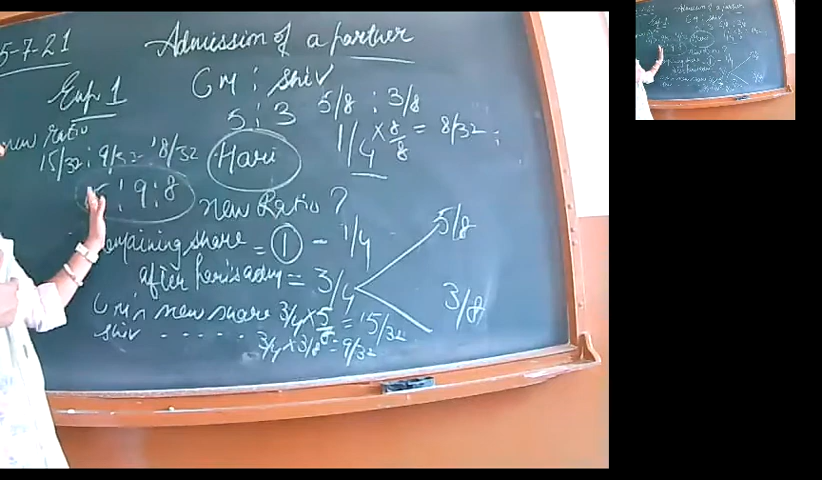 5-7-21
Admission of a partner
Exp. 1
Om : Shiv
5 : 3 5/8 : 3/8
new ratio
15/32 : 9/32 = 8/32
Hari
1/4 × 8/8 = 8/32 ;
: 9 : 8
new Ratio ?
remaining share = 1 - 1/4
after haris adm = 3/4
5/8
3/8
Om's new share 3/4 × 5/8 = 15/32
shiv . . . . . . 3/4 × 3/8 = 9/32